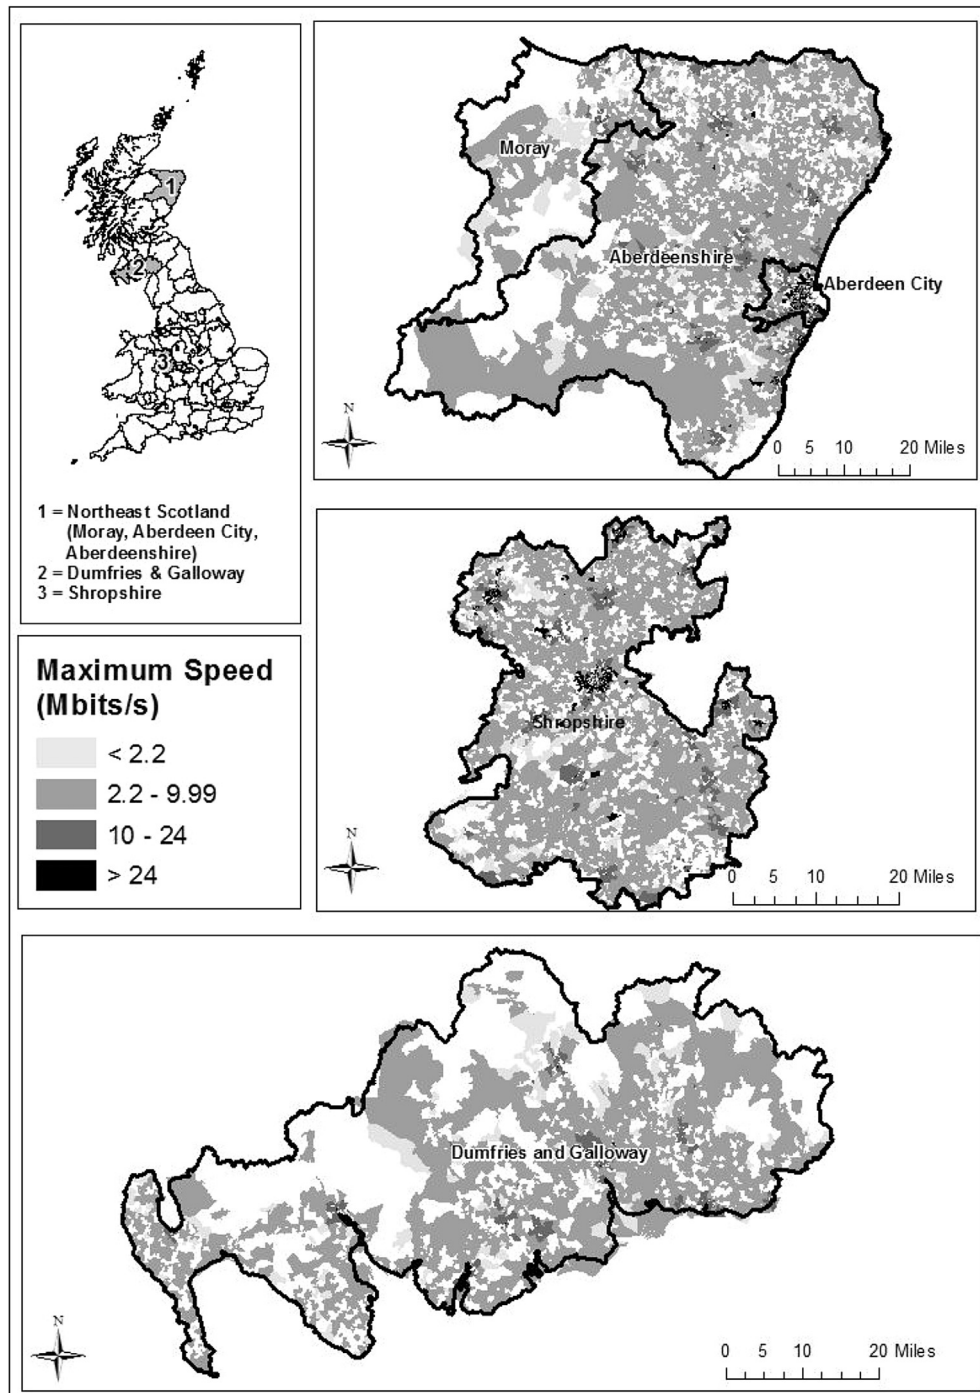 1
2
3
1 = Northeast Scotland
(Moray, Aberdeen City,
Aberdeenshire)
2 = Dumfries & Galloway
3 = Shropshire
Maximum Speed
(Mbits/s)
< 2.2
2.2 - 9.99
10 - 24
> 24
Moray
Aberdeenshire
Aberdeen City
N
0 5 10 20 Miles
Shropshire
N
0 5 10 20 Miles
Dumfries and Galloway
N
0 5 10 20 Miles